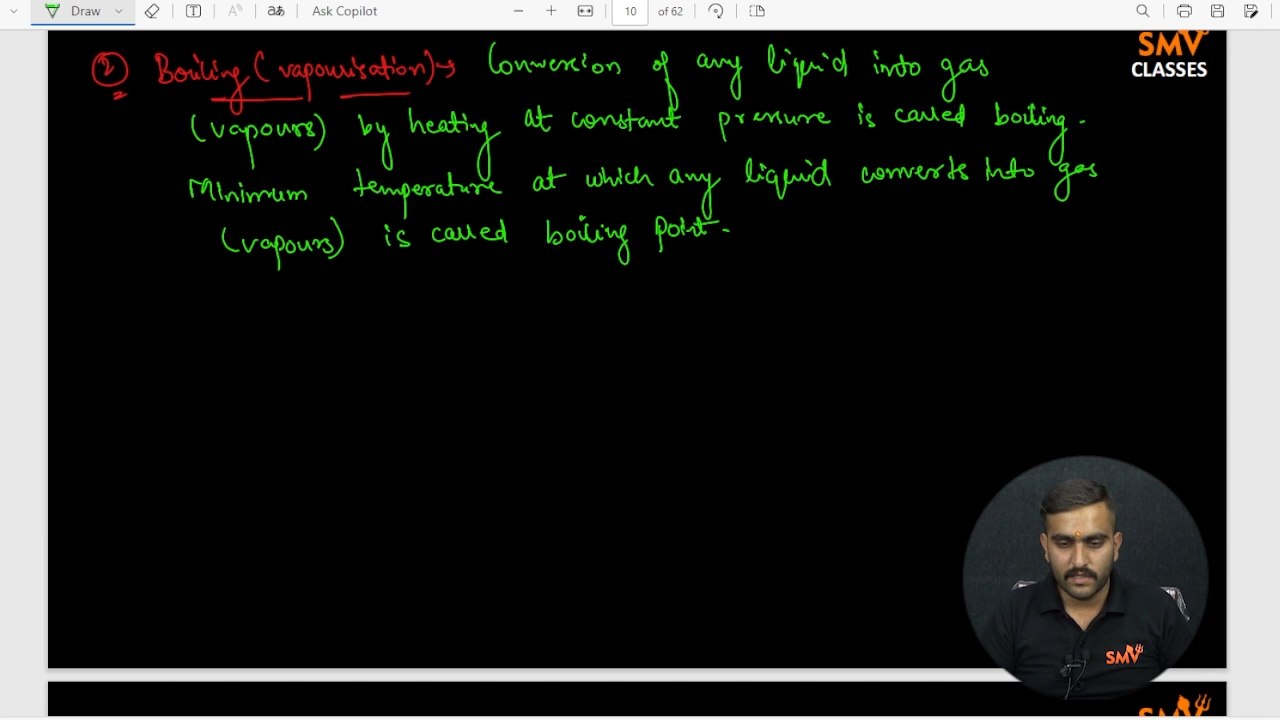 Draw
Ask Copilot
10 of 62
SMV
CLASSES
② Boiling (vapourisation)→ Conversion of any liquid into gas
(vapours) by heating at constant pressure is called boiling.
Minimum temperature at which any liquid converts into gas
(vapours) is called boiling point.
SMV
SMV